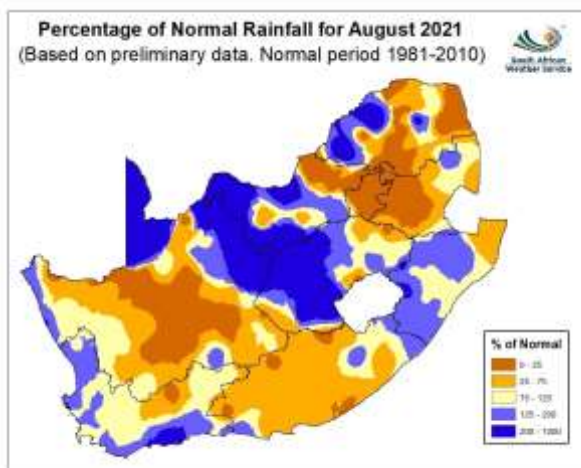 Percentage of Normal Rainfall for August 2021
(Based on preliminary data. Normal period 1981-2010)
South African
Weather Service
% of Normal
0 - 25
25 - 75
75 - 125
125 - 200
200 - 1000